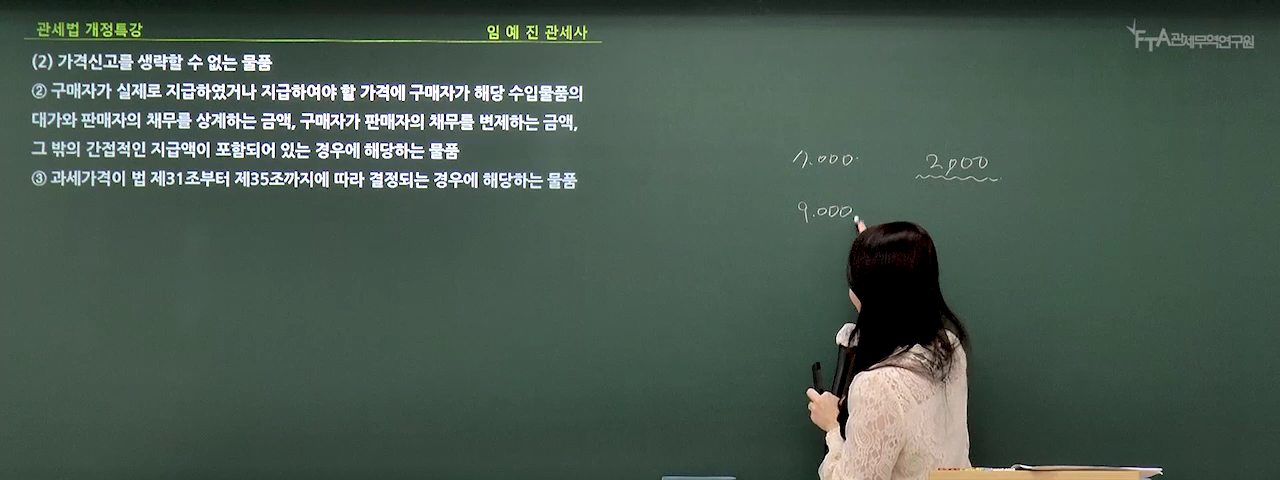 관세법 개정특강
임 예 진 관세사
FTA관세무역연구원
(2) 가격신고를 생략할 수 없는 물품
② 구매자가 실제로 지급하였거나 지급하여야 할 가격에 구매자가 해당 수입물품의
대가와 판매자의 채무를 상계하는 금액, 구매자가 판매자의 채무를 변제하는 금액,
그 밖의 간접적인 지급액이 포함되어 있는 경우에 해당하는 물품
③ 과세가격이 법 제31조부터 제35조까지에 따라 결정되는 경우에 해당하는 물품
7.000. 2,000
9.000